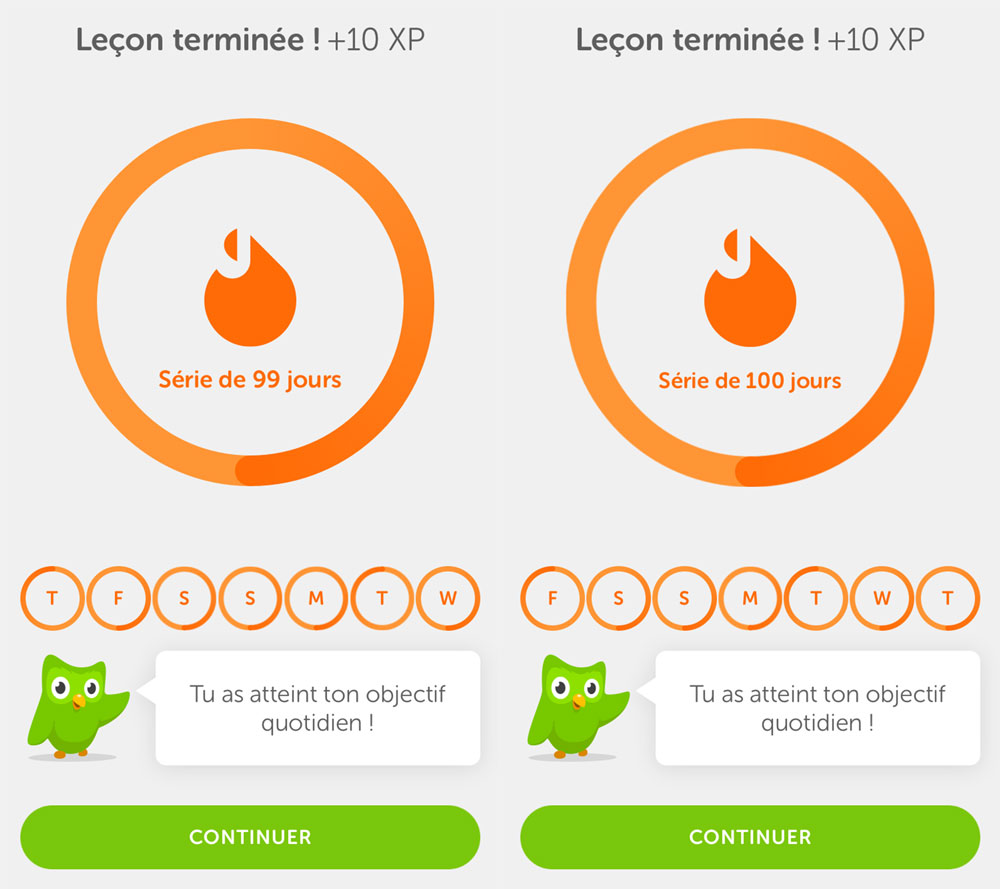 Leçon terminée ! +10 XP
Série de 99 jours
T F S S M T W
Tu as atteint ton objectif
quotidien !
CONTINUER
Leçon terminée ! +10 XP
Série de 100 jours
F S S M T W T
Tu as atteint ton objectif
quotidien !
CONTINUER